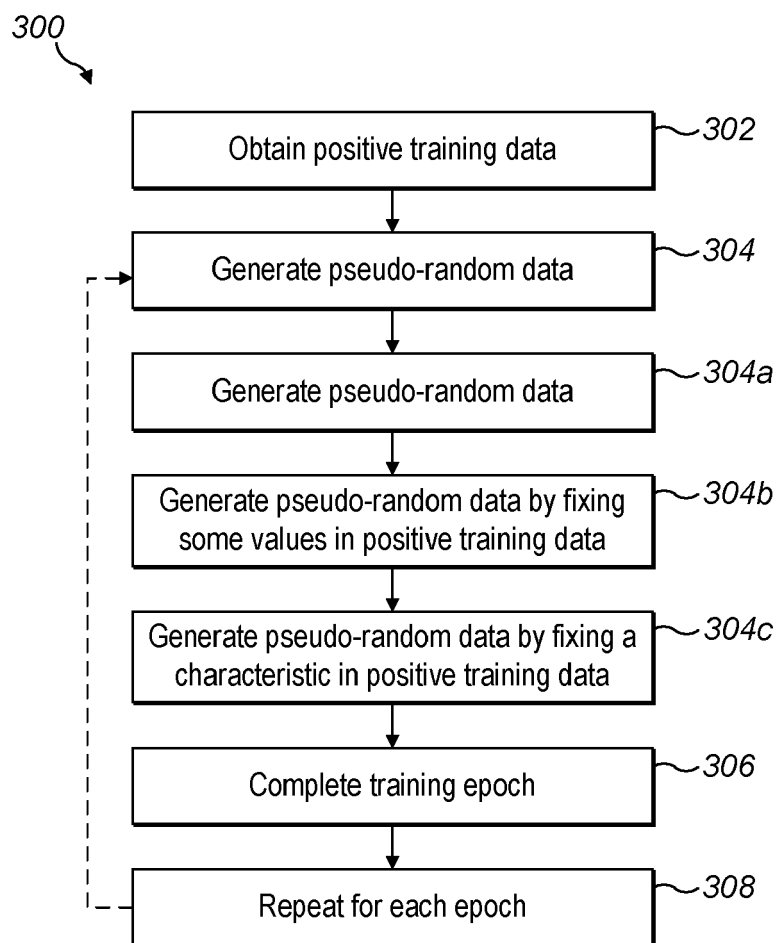 300
Obtain positive training data
302
Generate pseudo-random data
304
Generate pseudo-random data
304a
Generate pseudo-random data by fixing
some values in positive training data
304b
Generate pseudo-random data by fixing a
characteristic in positive training data
304c
Complete training epoch
306
Repeat for each epoch
308